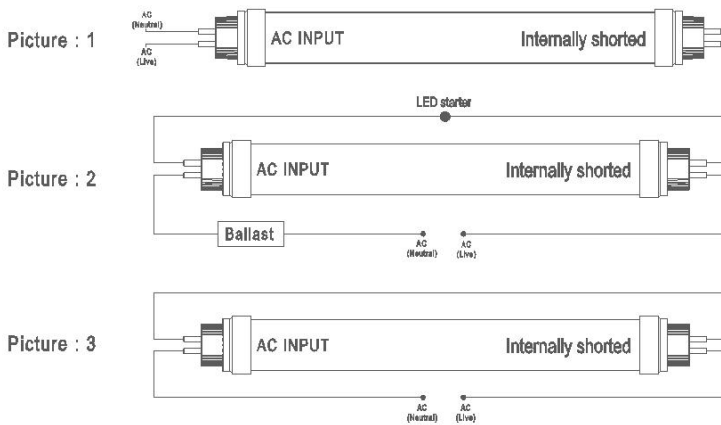 Picture : 1
AC
(Neutral)
AC
(Live)
AC INPUT
Internally shorted
LED starter
Picture : 2
AC INPUT
Internally shorted
Ballast
AC
(Neutral)
AC
(Live)
Picture : 3
AC INPUT
Internally shorted
AC
(Neutral)
AC
(Live)